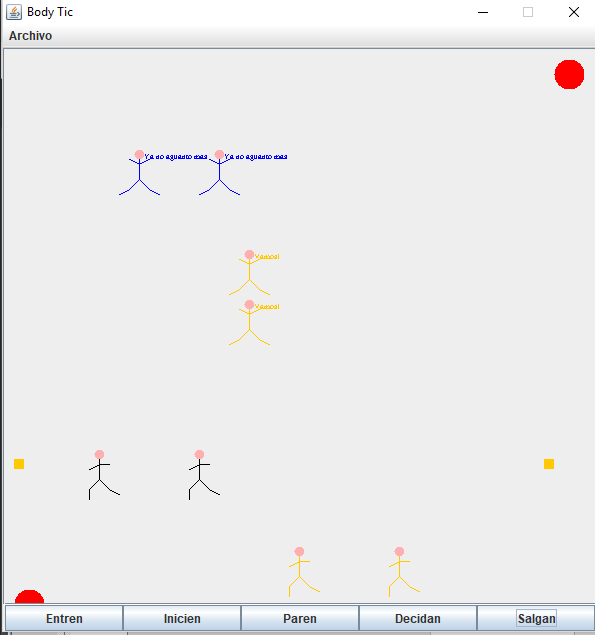 Body Tic
Archivo
Ya no aguanto mas Ya no aguanto mas
Vamos!
Vamos!
Entren Inicien Paren Decidan Salgan